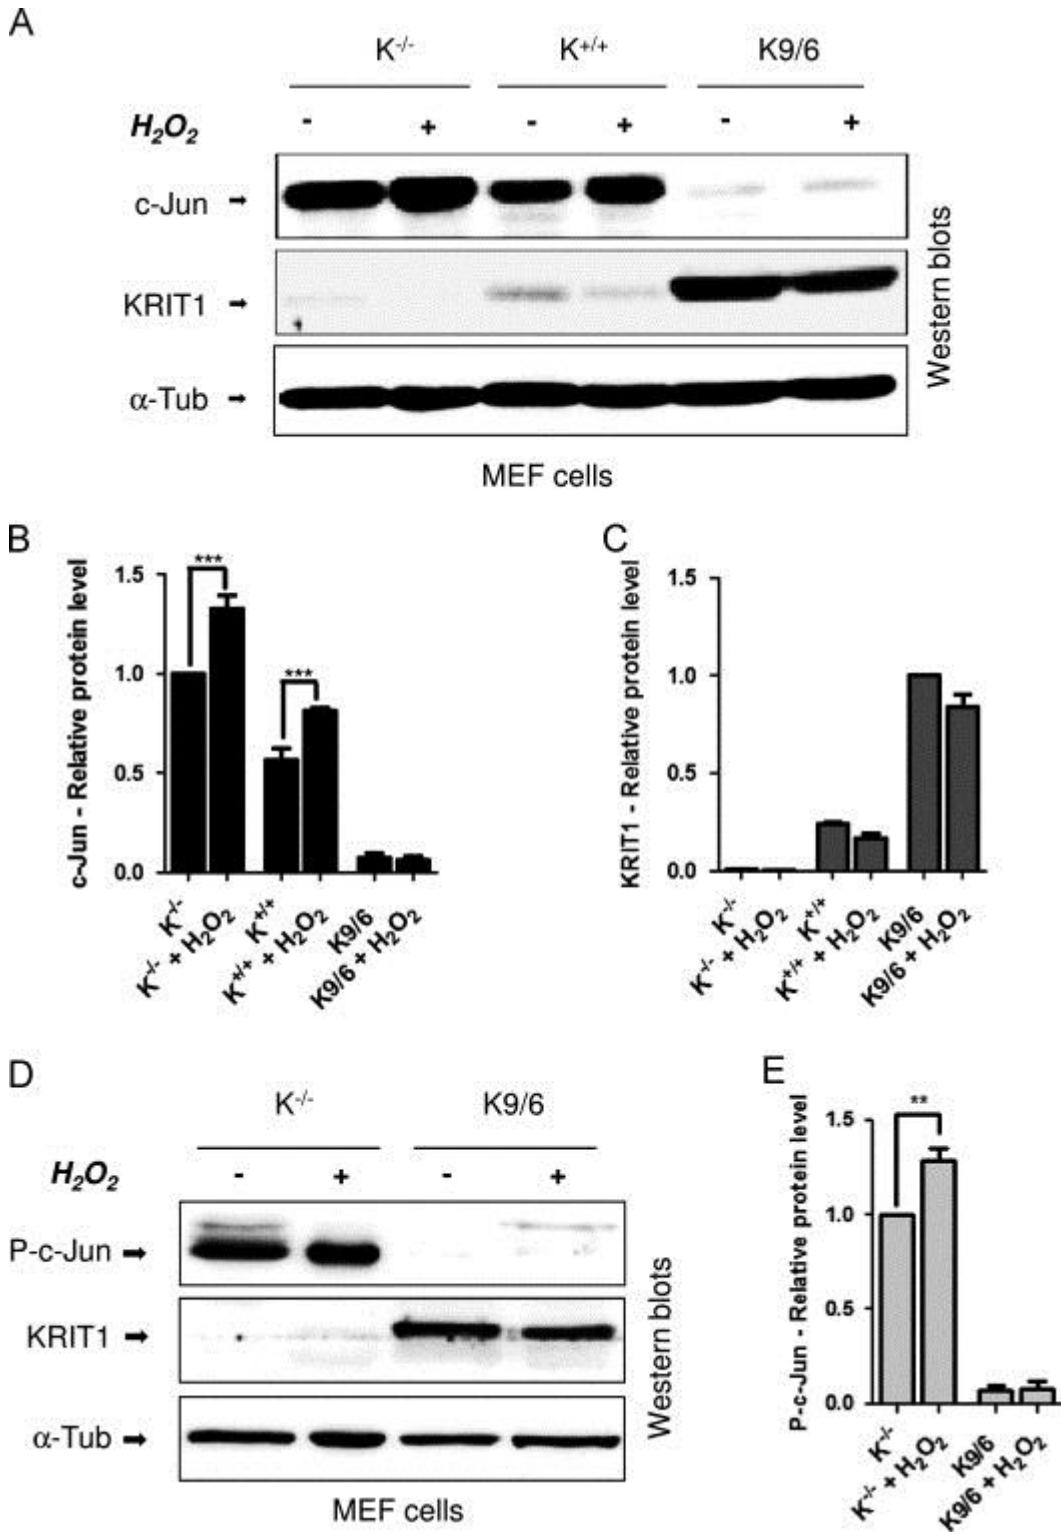 A
K-/- K+/+ K9/6
H2O2 - + - + - +
c-Jun ➞
KRIT1 ➞
α-Tub ➞
Western blots
MEF cells
B
c-Jun - Relative protein level
1.5
1.0
0.5
0.0
***
***
K-/-
K-/- + H2O2
K+/+
K+/+ + H2O2
K9/6
K9/6 + H2O2
C
KRIT1 - Relative protein level
1.5
1.0
0.5
0.0
K-/-
K-/- + H2O2
K+/+
K+/+ + H2O2
K9/6
K9/6 + H2O2
D
K-/- K9/6
H2O2 - + - +
P-c-Jun ➞
KRIT1 ➞
α-Tub ➞
Western blots
MEF cells
E
P-c-Jun - Relative protein level
1.5
1.0
0.5
0.0
**
K-/-
K-/- + H2O2
K9/6
K9/6 + H2O2